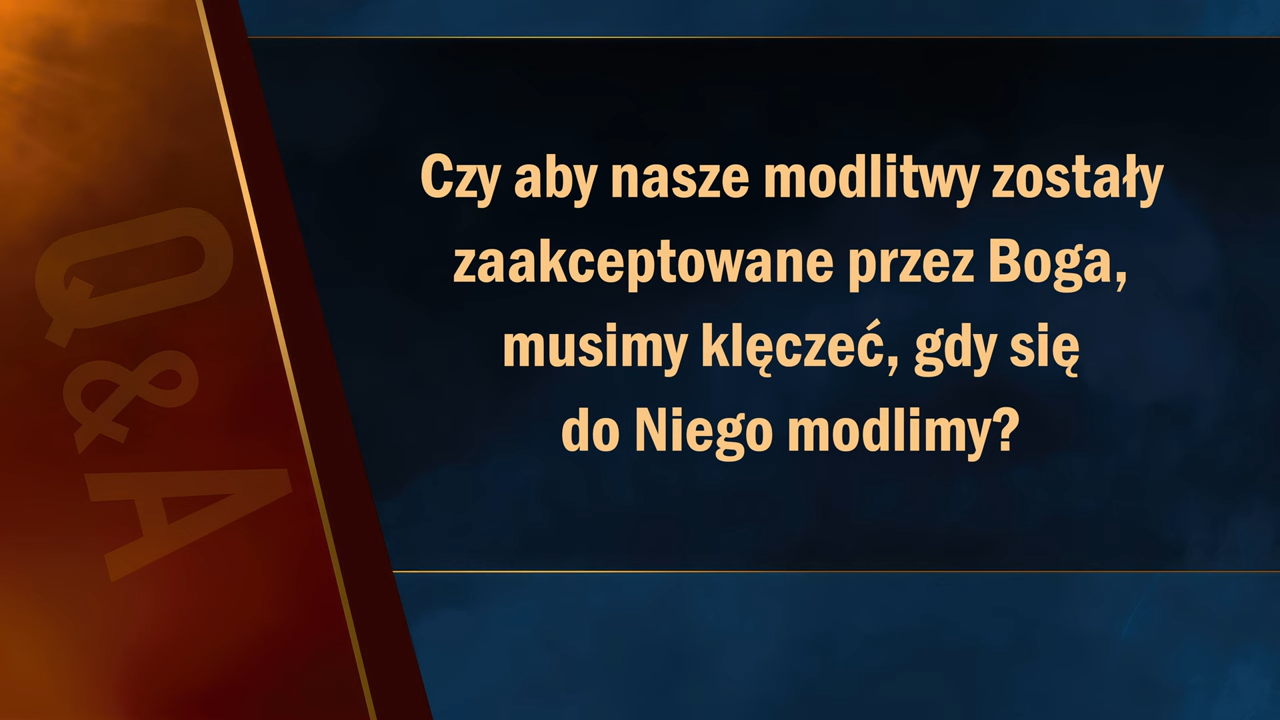 Q&A
Czy aby nasze modlitwy zostały
zaakceptowane przez Boga,
musimy klęczeć, gdy się
do Niego modlimy?